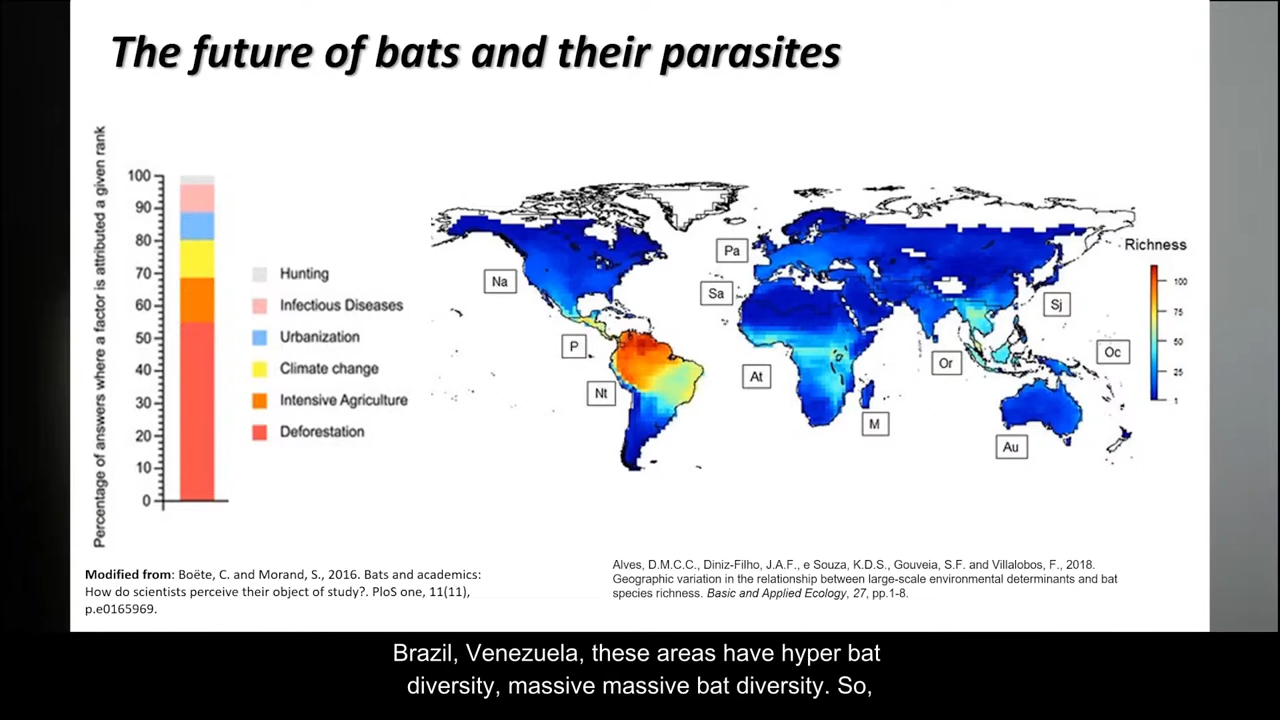 The future of bats and their parasites
Percentage of answers where a factor is attributed a given rank
100
90
80
70
60
50
40
30
20
10
0
Hunting
Infectious Diseases
Urbanization
Climate change
Intensive Agriculture
Deforestation
Na
P
Nt
Pa
Sa
At
M
Or
Sj
Oc
Au
Richness
100
75
50
25
1
Modified from: Boëte, C. and Morand, S., 2016. Bats and academics:
How do scientists perceive their object of study?. PloS one, 11(11),
p.e0165969.
Alves, D.M.C.C., Diniz-Filho, J.A.F., e Souza, K.D.S., Gouveia, S.F. and Villalobos, F., 2018.
Geographic variation in the relationship between large-scale environmental determinants and bat
species richness. Basic and Applied Ecology, 27, pp.1-8.
Brazil, Venezuela, these areas have hyper bat
diversity, massive massive bat diversity. So,